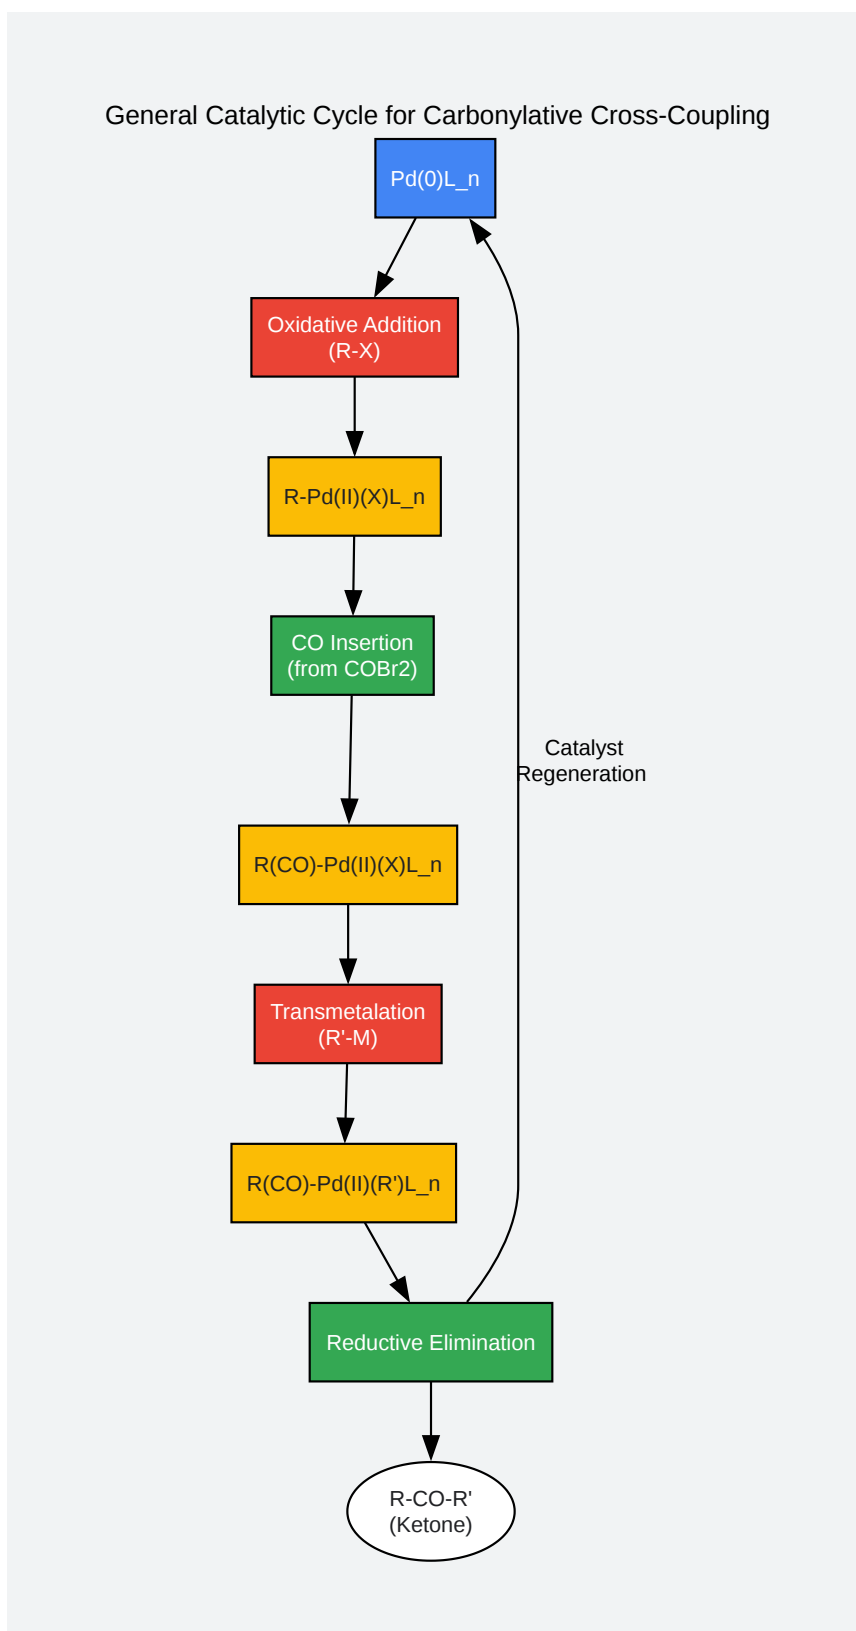 General Catalytic Cycle for Carbonylative Cross-Coupling
Pd(0)L_n
Oxidative Addition
(R-X)
R-Pd(II)(X)L_n
CO Insertion
(from COBr2)
Catalyst
Regeneration
R(CO)-Pd(II)(X)L_n
Transmetalation
(R'-M)
R(CO)-Pd(II)(R')L_n
Reductive Elimination
R-CO-R'
(Ketone)